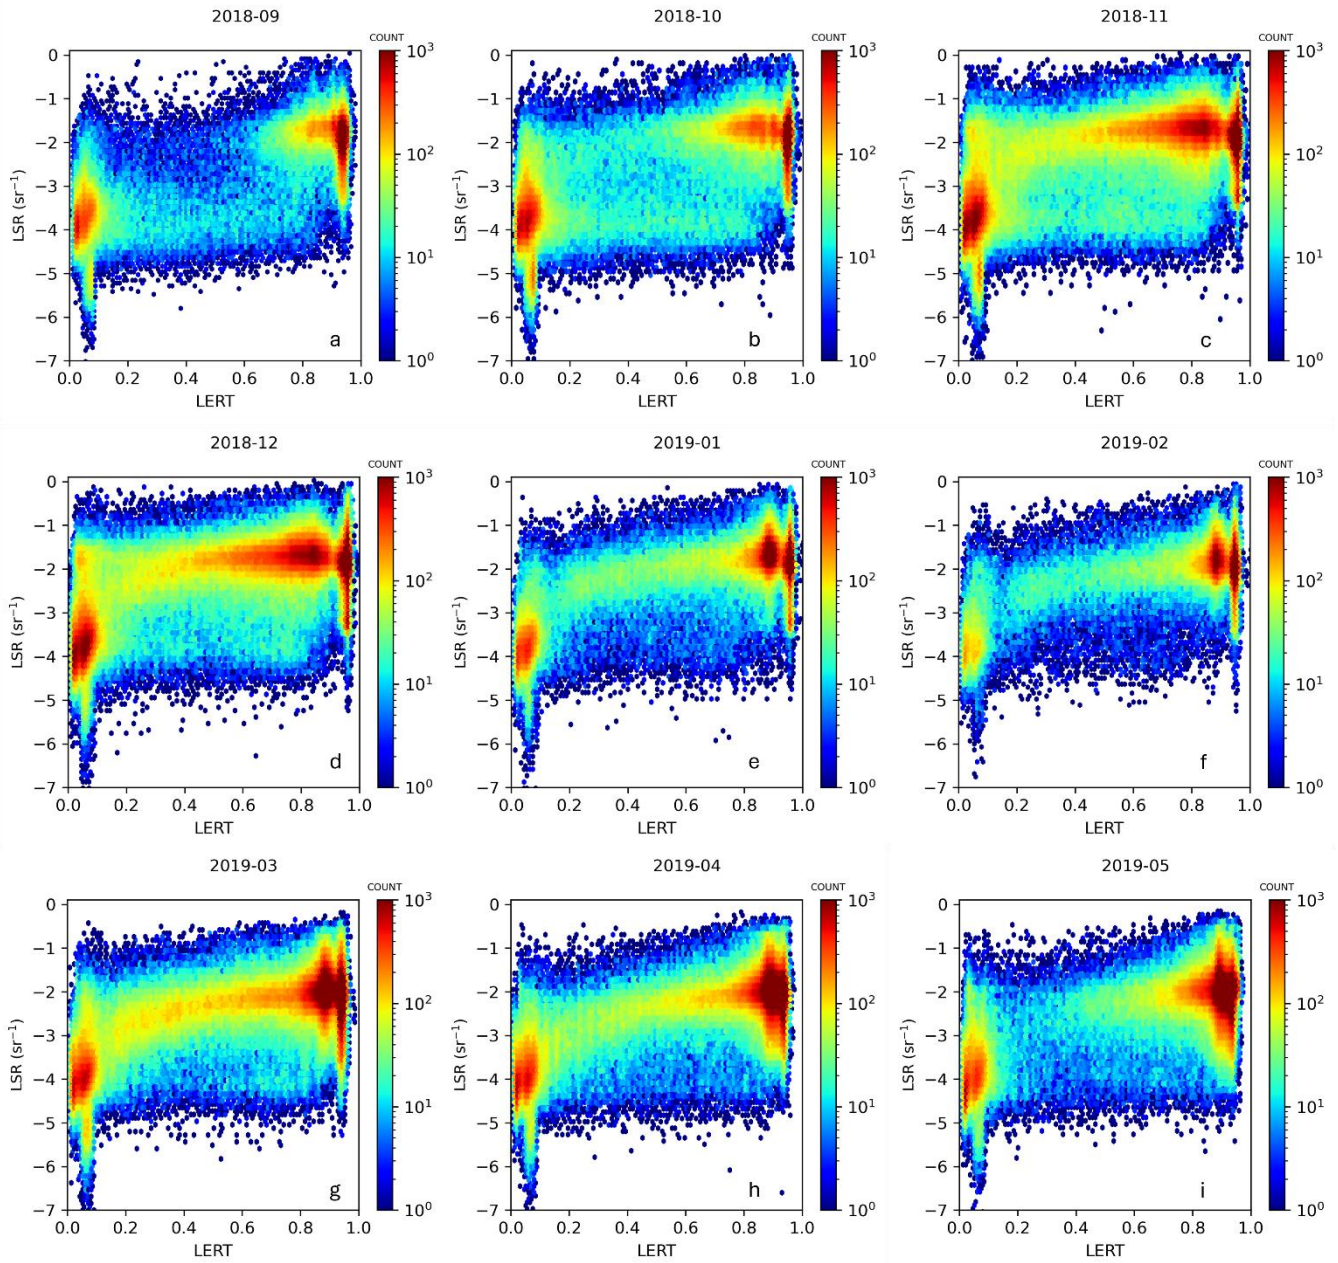 2018-09
2018-10
2018-11
COUNT
COUNT
COUNT
0
−1
−2
−3
−4
−5
−6
−7
LSR (sr⁻¹)
0.0 0.2 0.4 0.6 0.8 1.0
LERT
a
10³
10²
10¹
10⁰
0
−1
−2
−3
−4
−5
−6
−7
LSR (sr⁻¹)
0.0 0.2 0.4 0.6 0.8 1.0
LERT
b
10³
10²
10¹
10⁰
0
−1
−2
−3
−4
−5
−6
−7
LSR (sr⁻¹)
0.0 0.2 0.4 0.6 0.8 1.0
LERT
c
10³
10²
10¹
10⁰
2018-12
2019-01
2019-02
COUNT
COUNT
COUNT
0
−1
−2
−3
−4
−5
−6
−7
LSR (sr⁻¹)
0.0 0.2 0.4 0.6 0.8 1.0
LERT
d
10³
10²
10¹
10⁰
0
−1
−2
−3
−4
−5
−6
−7
LSR (sr⁻¹)
0.0 0.2 0.4 0.6 0.8 1.0
LERT
e
10³
10²
10¹
10⁰
0
−1
−2
−3
−4
−5
−6
−7
LSR (sr⁻¹)
0.0 0.2 0.4 0.6 0.8 1.0
LERT
f
10³
10²
10¹
10⁰
2019-03
2019-04
2019-05
COUNT
COUNT
COUNT
0
−1
−2
−3
−4
−5
−6
−7
LSR (sr⁻¹)
0.0 0.2 0.4 0.6 0.8 1.0
LERT
g
10³
10²
10¹
10⁰
0
−1
−2
−3
−4
−5
−6
−7
LSR (sr⁻¹)
0.0 0.2 0.4 0.6 0.8 1.0
LERT
h
10³
10²
10¹
10⁰
0
−1
−2
−3
−4
−5
−6
−7
LSR (sr⁻¹)
0.0 0.2 0.4 0.6 0.8 1.0
LERT
i
10³
10²
10¹
10⁰